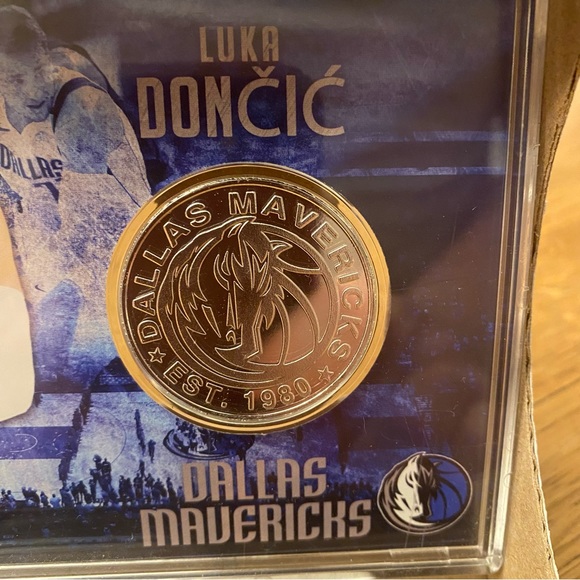 LUKA
DONČIĆ
DALLAS
DALLAS MAVERICKS
EST. 1980
DALLAS
MAVERICKS